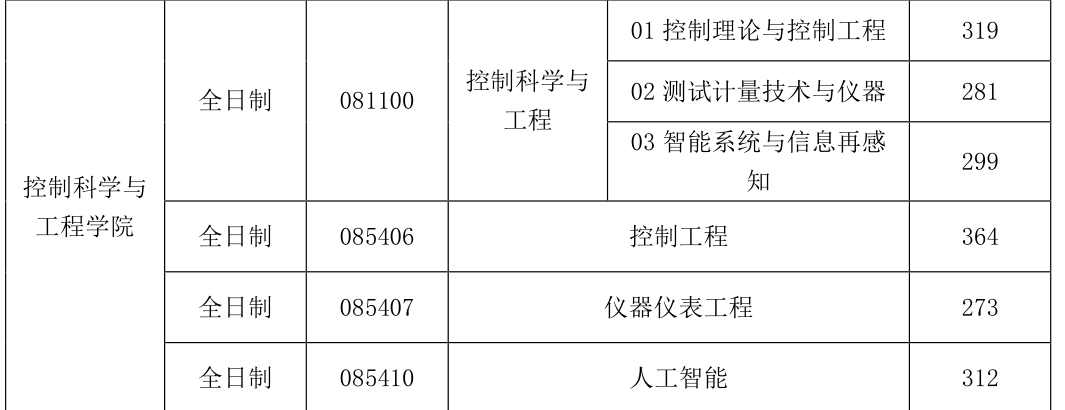 控制科学与
工程学院
全日制
081100
控制科学与
工程
01 控制理论与控制工程
319
02 测试计量技术与仪器
281
03 智能系统与信息再感
知
299
全日制
085406
控制工程
364
全日制
085407
仪器仪表工程
273
全日制
085410
人工智能
312